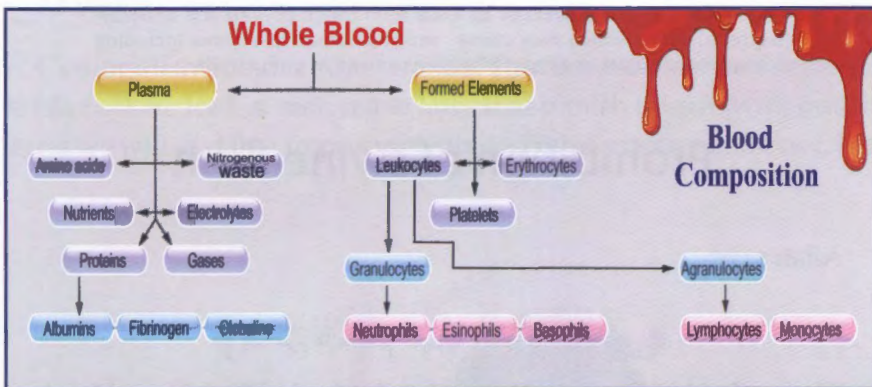 Whole Blood
Plasma
Formed Elements
Blood
Composition
Amino acids
Nitrogenous
waste
Leukocytes
Erythrocytes
Nutrients
Electrolytes
Platelets
Proteins
Gases
Granulocytes
Agranulocytes
Albumins
Fibrinogen
Globulins
Neutrophils
Esinophils
Basophils
Lymphocytes
Monocytes